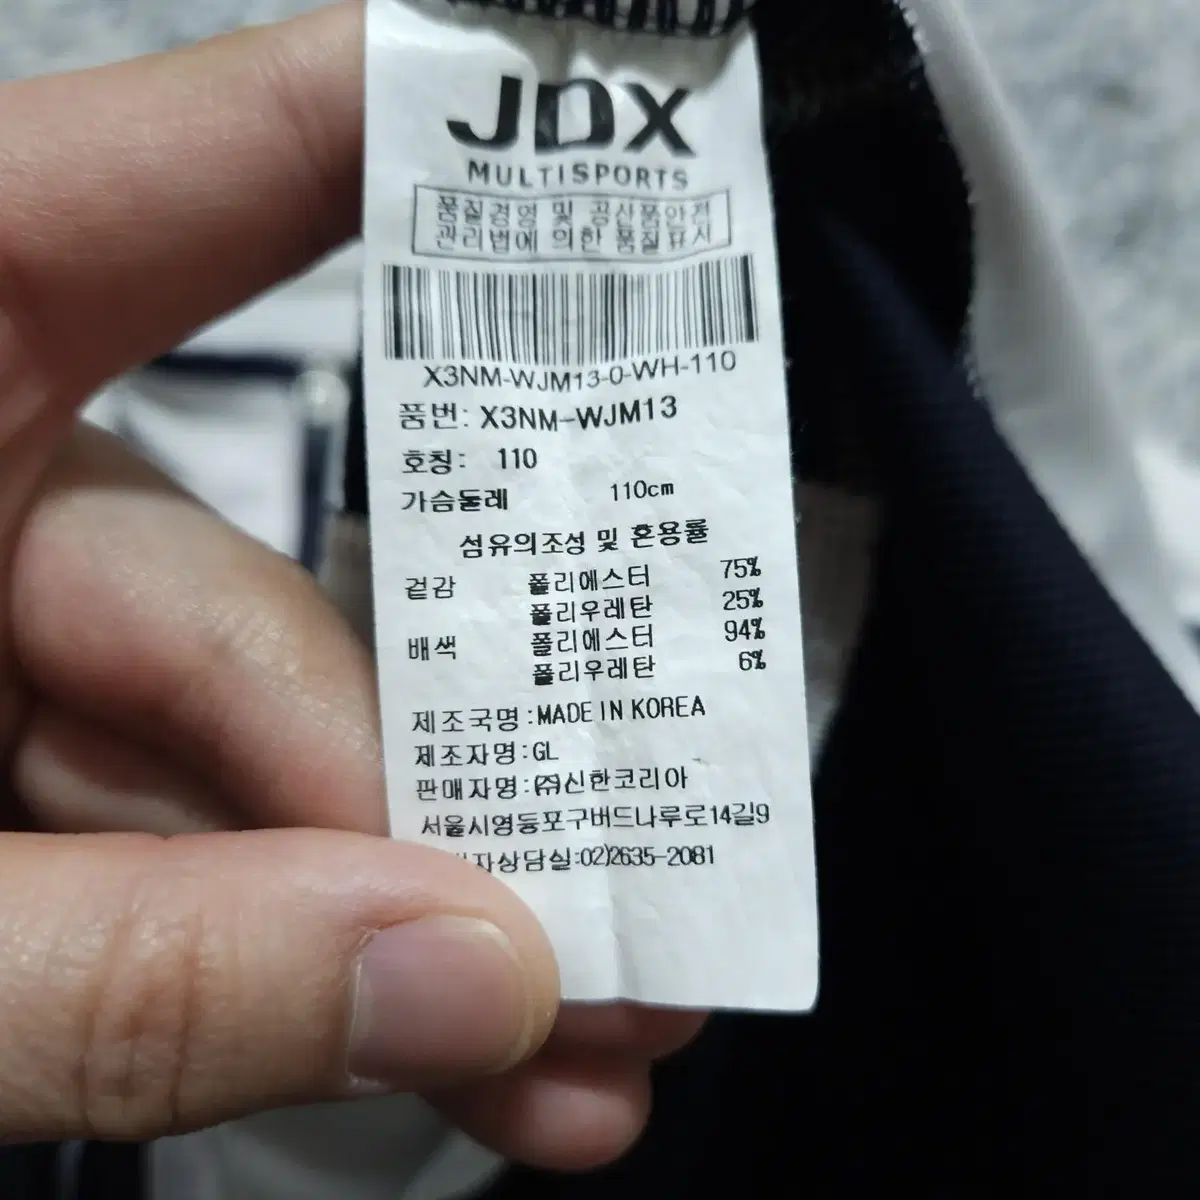 JDX
MULTISPORTS
품질경영 및 공산품안전
관리법에 의한 품질표시
X3NM-WJM13-0-WH-110
품번: X3NM-WJM13
호칭: 110
가슴둘레 110cm
섬유의조성 및 혼용률
겉감 폴리에스터 75%
폴리우레탄 25%
배색 폴리에스터 94%
폴리우레탄 6%
제조국명:MADE IN KOREA
제조자명:GL
판매자명:㈜신한코리아
서울시영등포구버드나루로14길9
자상담실:02)2635-2081